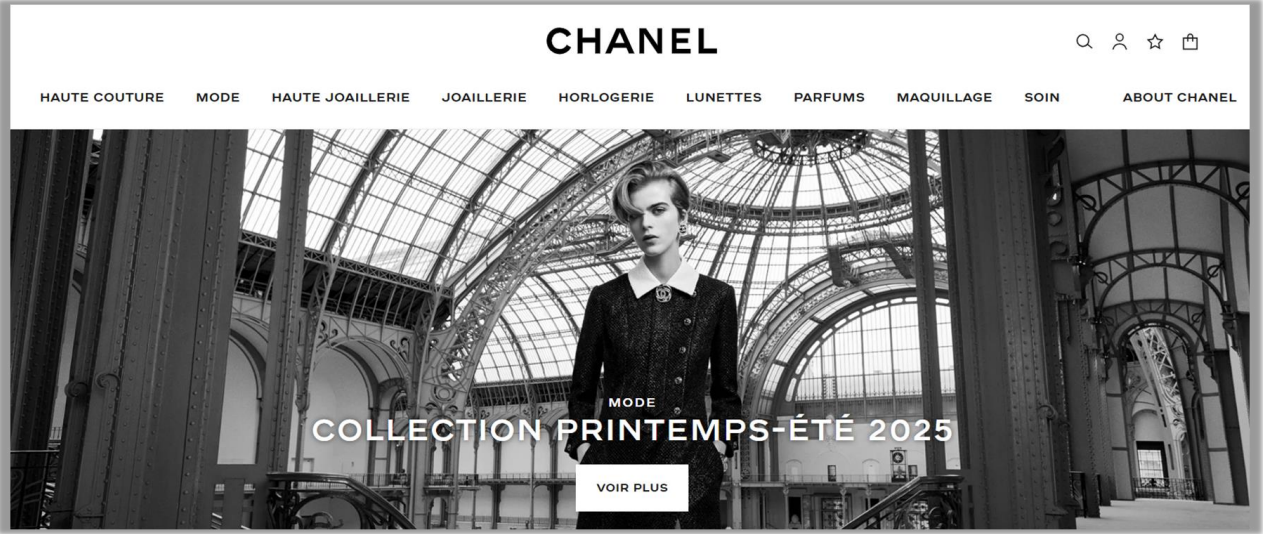 CHANEL
HAUTE COUTURE MODE HAUTE JOAILLERIE JOAILLERIE HORLOGERIE LUNETTES PARFUMS MAQUILLAGE SOIN ABOUT CHANEL
MODE
COLLECTION PRINTEMPS-ÉTÉ 2025
VOIR PLUS